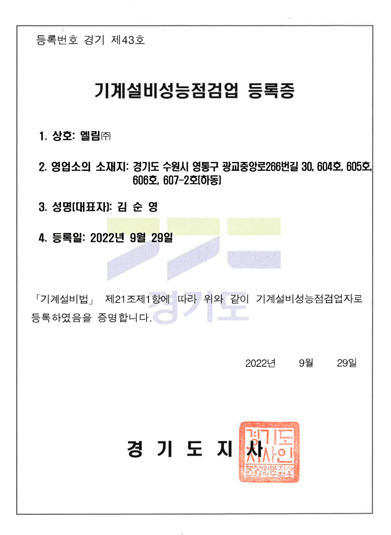 등록번호 경기 제43호
기계설비성능점검업 등록증
1. 상호: 엘림㈜
2. 영업소의 소재지: 경기도 수원시 영통구 광교중앙로266번길 30, 604호, 605호,
606호, 607-2호(하동)
3. 성명(대표자): 김 순 영
4. 등록일: 2022년 9월 29일
경기도
「기계설비법」 제21조제1항에 따라 위와 같이 기계설비성능점검업자로
등록하였음을 증명합니다.
2022년 9월 29일
경 기 도 지 사
경기도
지사인